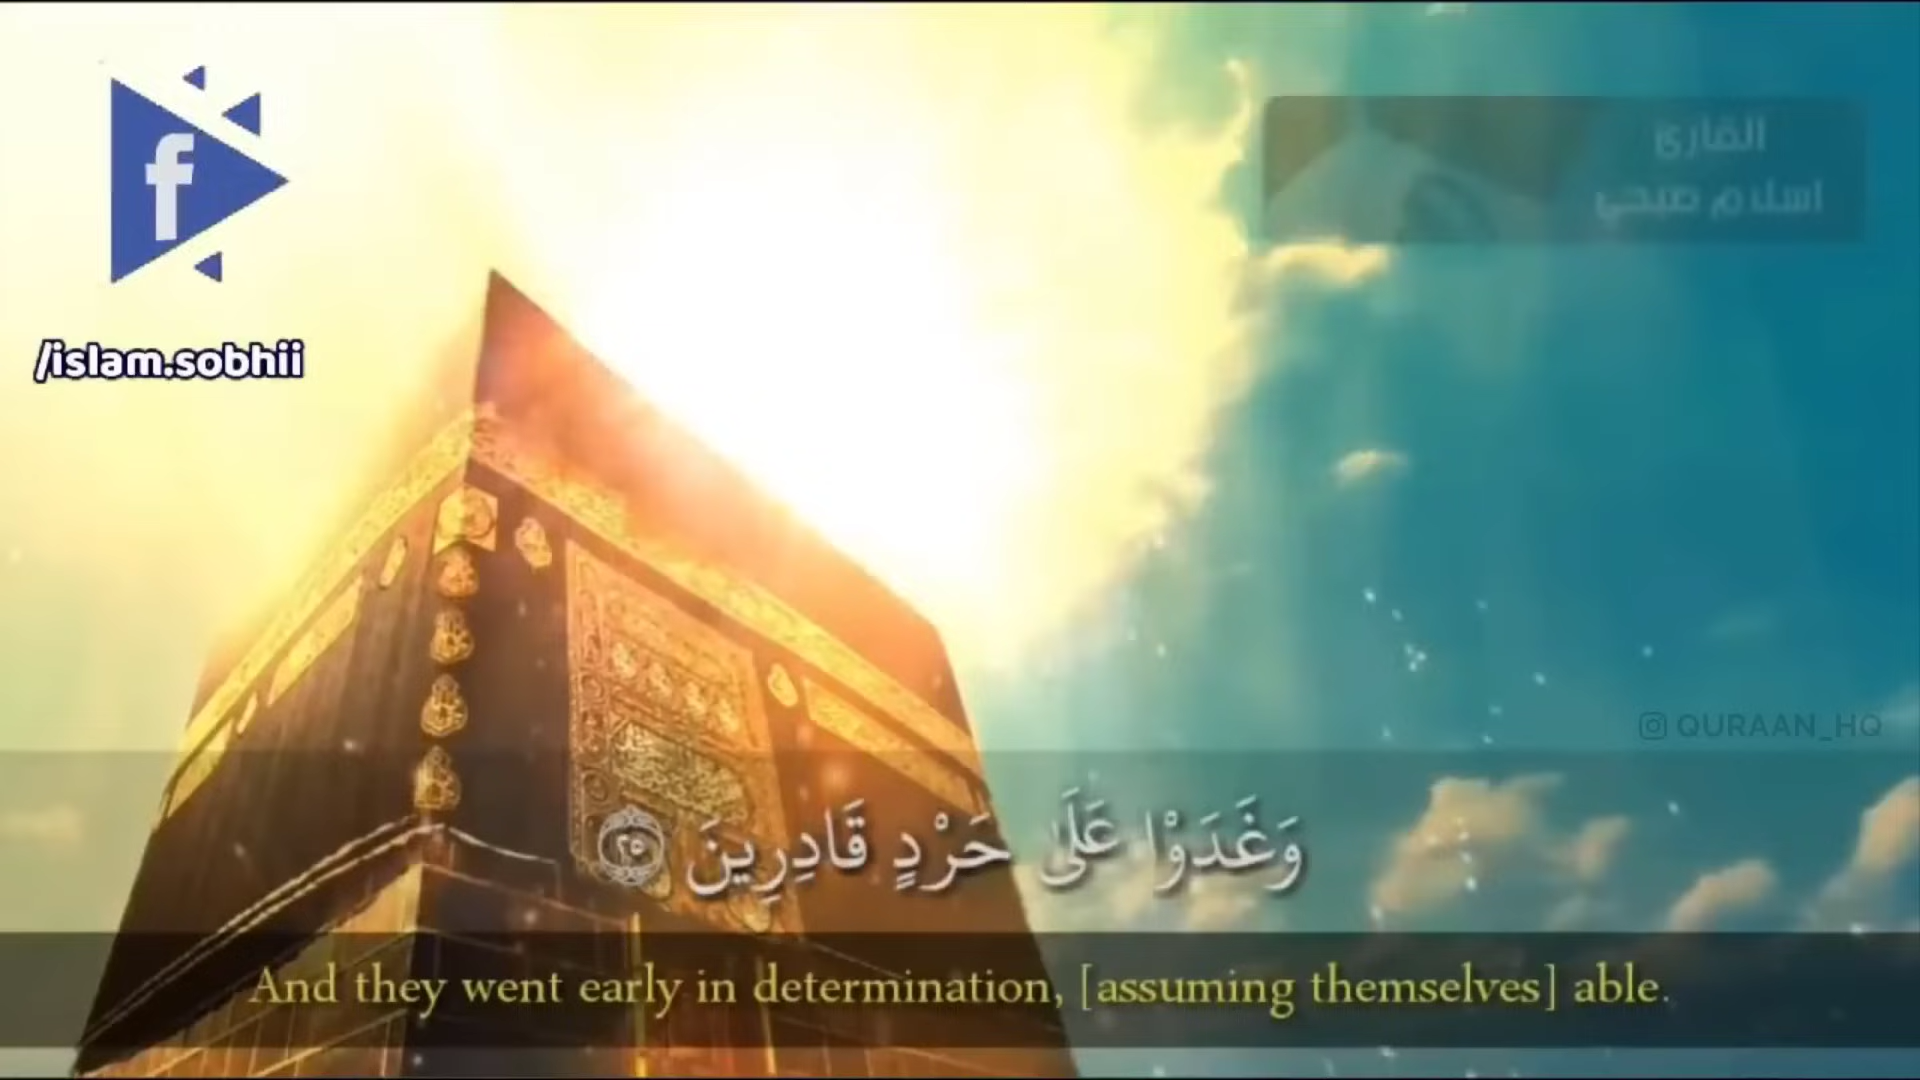 f
القارئ
اسلام صبحي
/islam.sobhii
QURAAN_HQ
وَغَدَوْا۟ عَلَىٰ حَرْدٍ قَادِرِينَ ٢٥
And they went early in determination, [assuming themselves] able.